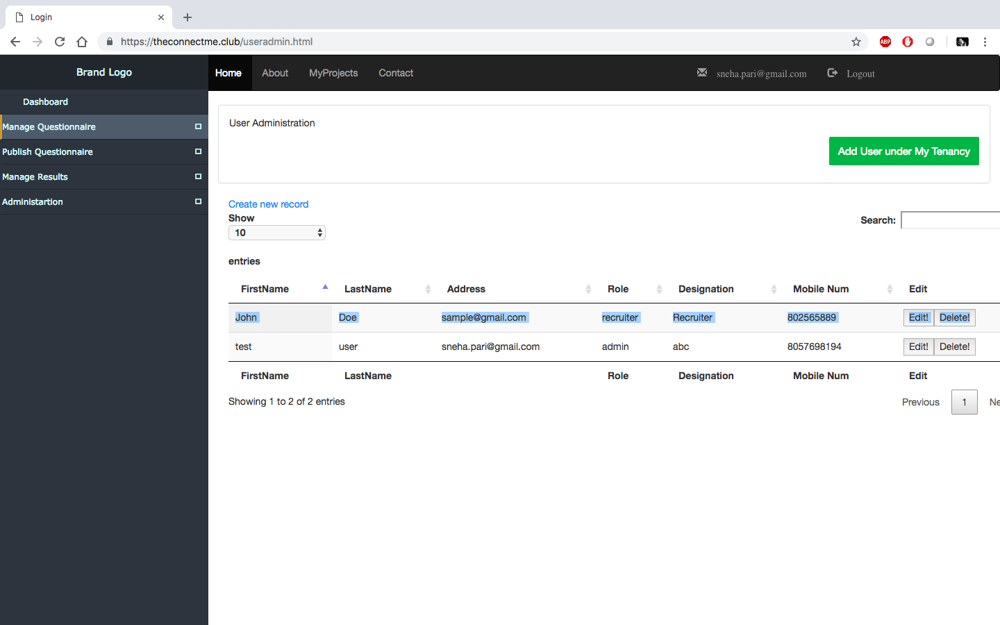 Login
https://theconnectme.club/useradmin.html
ABP
Brand Logo
Home About MyProjects Contact sneha.pari@gmail.com Logout
Dashboard
Manage Questionnaire
Publish Questionnaire
Manage Results
Administartion
User Administration
Add User under My Tenancy
Create new record
Show
10
Search:
entries
FirstName LastName Address Role Designation Mobile Num Edit
John Doe sample@gmail.com recruiter Recruiter 802565889 Edit! Delete!
test user sneha.pari@gmail.com admin abc 8057698194 Edit! Delete!
FirstName LastName Role Designation Mobile Num Edit
Showing 1 to 2 of 2 entries
Previous 1 Ne